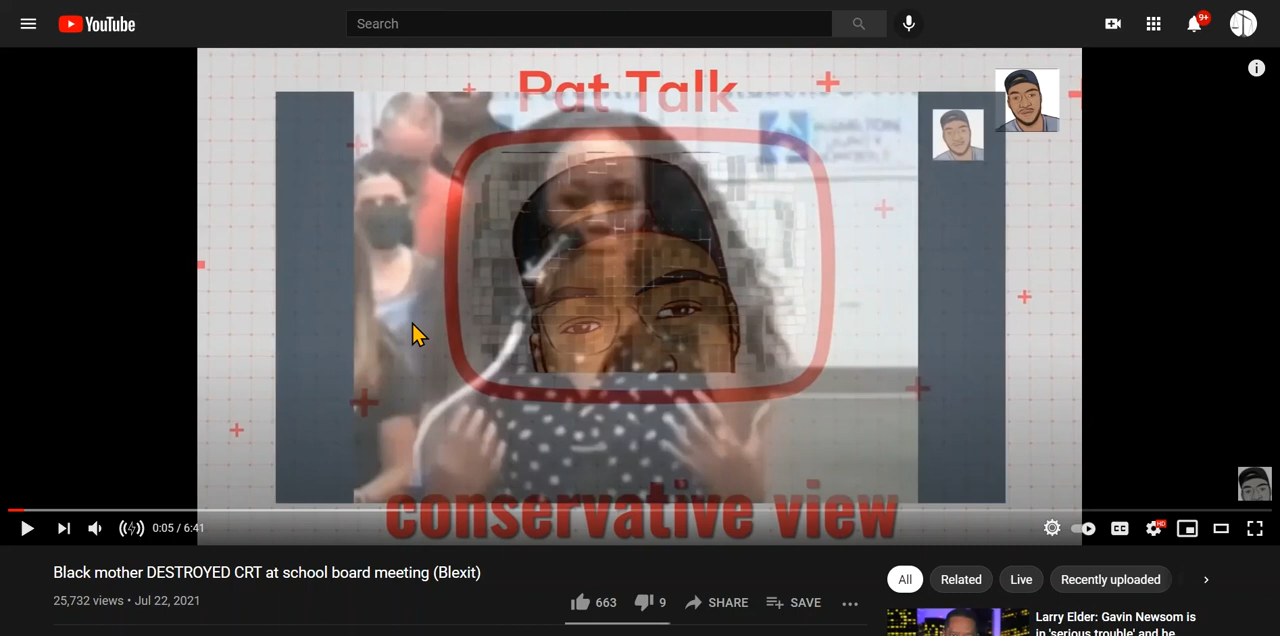 YouTube
Search
9+
Pat Talk
conservative view
0:05 / 6:41
CC
HD
Black mother DESTROYED CRT at school board meeting (Blexit)
25,732 views • Jul 22, 2021
663
9
SHARE
SAVE
All
Related
Live
Recently uploaded
Larry Elder: Gavin Newsom is
in 'serious trouble' and he